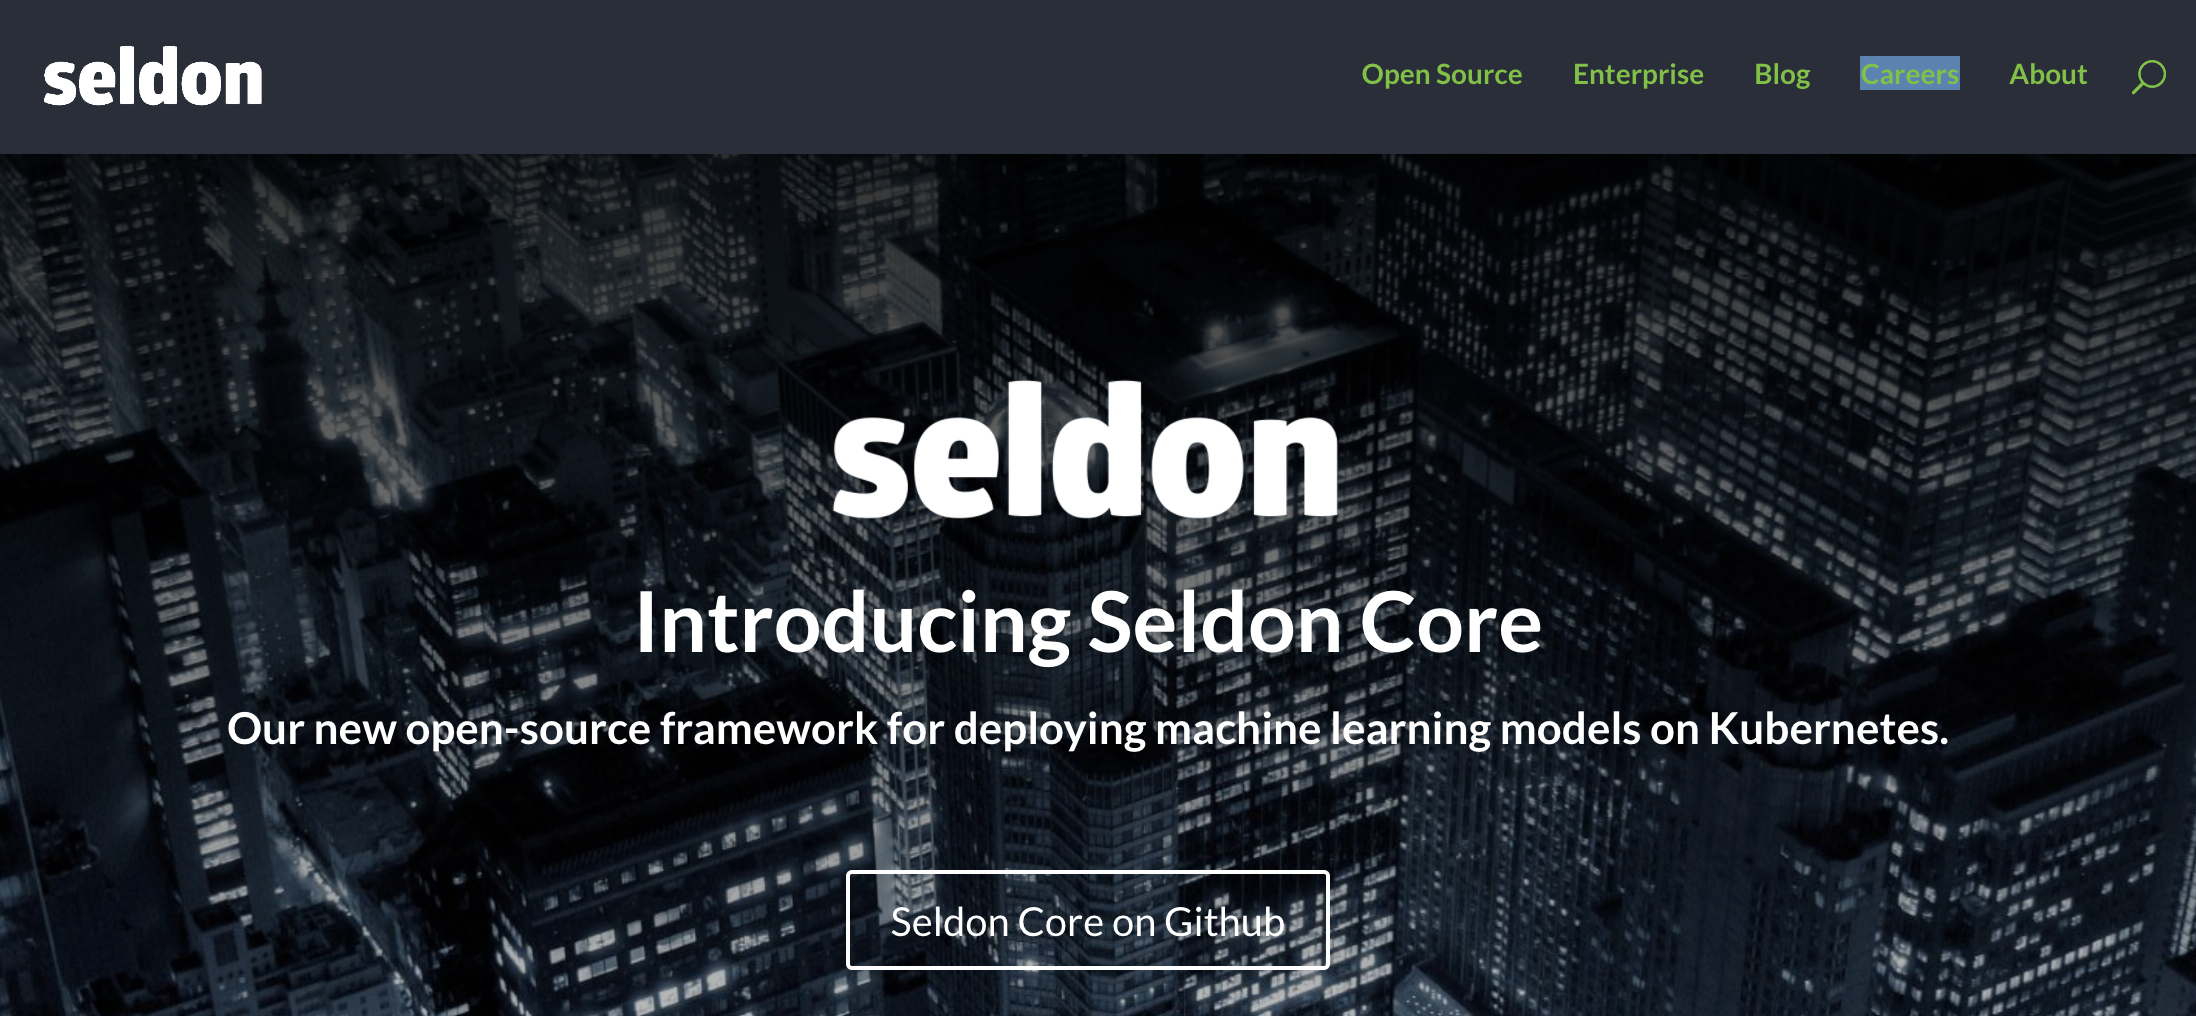 seldon
Open Source Enterprise Blog Careers About
seldon
Introducing Seldon Core
Our new open-source framework for deploying machine learning models on Kubernetes.
Seldon Core on Github